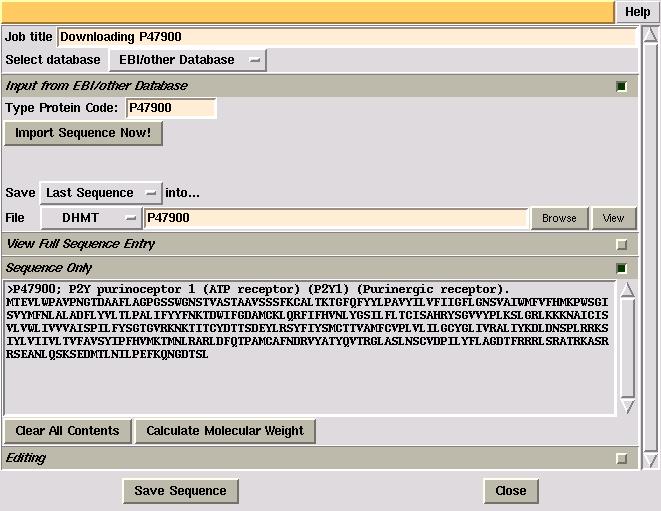 Help
Job title Downloading P47900
Select database EBI/other Database
Input from EBI/other Database
Type Protein Code: P47900
Import Sequence Now!
Save Last Sequence into...
File DHMT P47900 Browse View
View Full Sequence Entry
Sequence Only
>P47900; P2Y purinoceptor 1 (ATP receptor) (P2Y1) (Purinergic receptor).
MTEVLWPAVPNGTDAAFLAGPGSSWGNSTVASTAAVSSSFKCALTKTGFQFYYLPAVYILVFIIGFLGNSVAIWMFVFHMKPWSGI
SVYMFNLALADFLYVLTLPALIFYYFNKTDWIFGDAMCKLQRFIFHVNLYGSILFLTCISAHRYSGVVYPLKSLGRLKKKNAICIS
VLVWLIVVVAISPILFYSGTGVRKNKTITCYDTTSDEYLRSYFIYSMCTTVAMFCVPLVLILGCYGLIVRALIYKDLDNSPLRRKS
IYLVIIVLTVFAVSYIPFHVMKTMNLRARLDFQTPAMCAFNDRVYATYQVTRGLASLNSCVDPILYFLAGDTFRRRLSRATRKASR
RSEANLQSKSEDMTLNILPEFKQNGDTSL
Clear All Contents Calculate Molecular Weight
Editing
Save Sequence Close